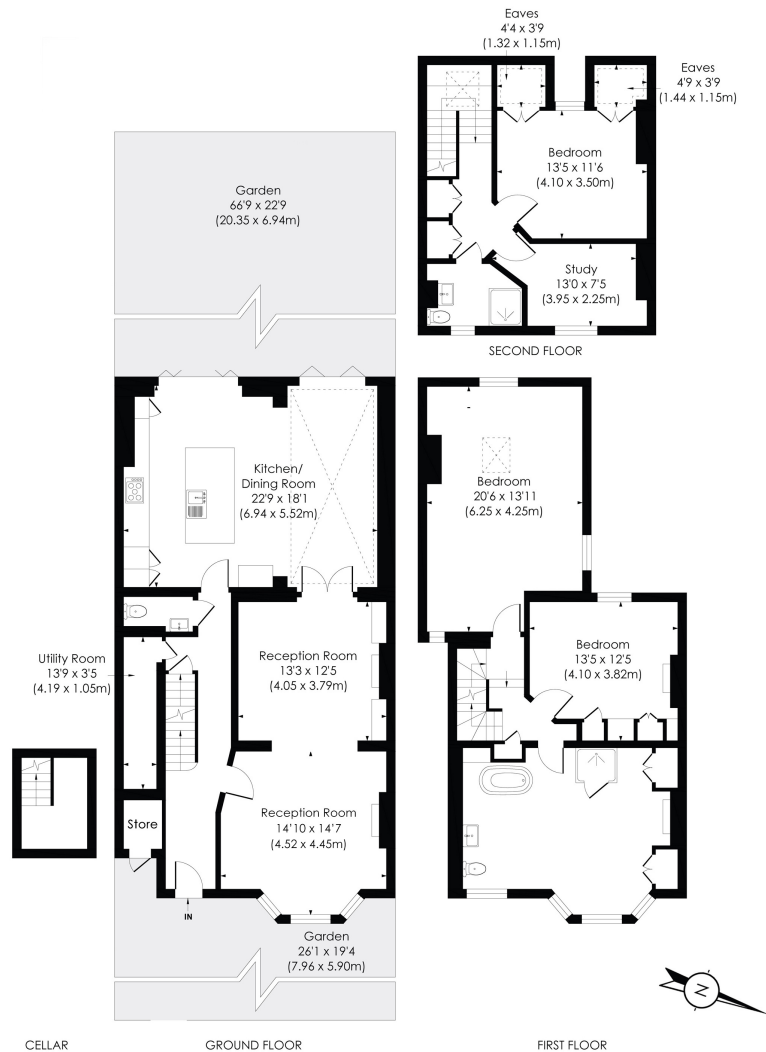 Eaves
4'4 x 3'9
(1.32 x 1.15m)
Eaves
4'9 x 3'9
(1.44 x 1.15m)
Bedroom
13'5 x 11'6
(4.10 x 3.50m)
Study
13'0 x 7'5
(3.95 x 2.25m)
SECOND FLOOR
Garden
66'9 x 22'9
(20.35 x 6.94m)
Kitchen/
Dining Room
22'9 x 18'1
(6.94 x 5.52m)
Bedroom
20'6 x 13'11
(6.25 x 4.25m)
Utility Room
13'9 x 3'5
(4.19 x 1.05m)
Reception Room
13'3 x 12'5
(4.05 x 3.79m)
Bedroom
13'5 x 12'5
(4.10 x 3.82m)
Store
Reception Room
14'10 x 14'7
(4.52 x 4.45m)
IN
Garden
26'1 x 19'4
(7.96 x 5.90m)
N
CELLAR
GROUND FLOOR
FIRST FLOOR